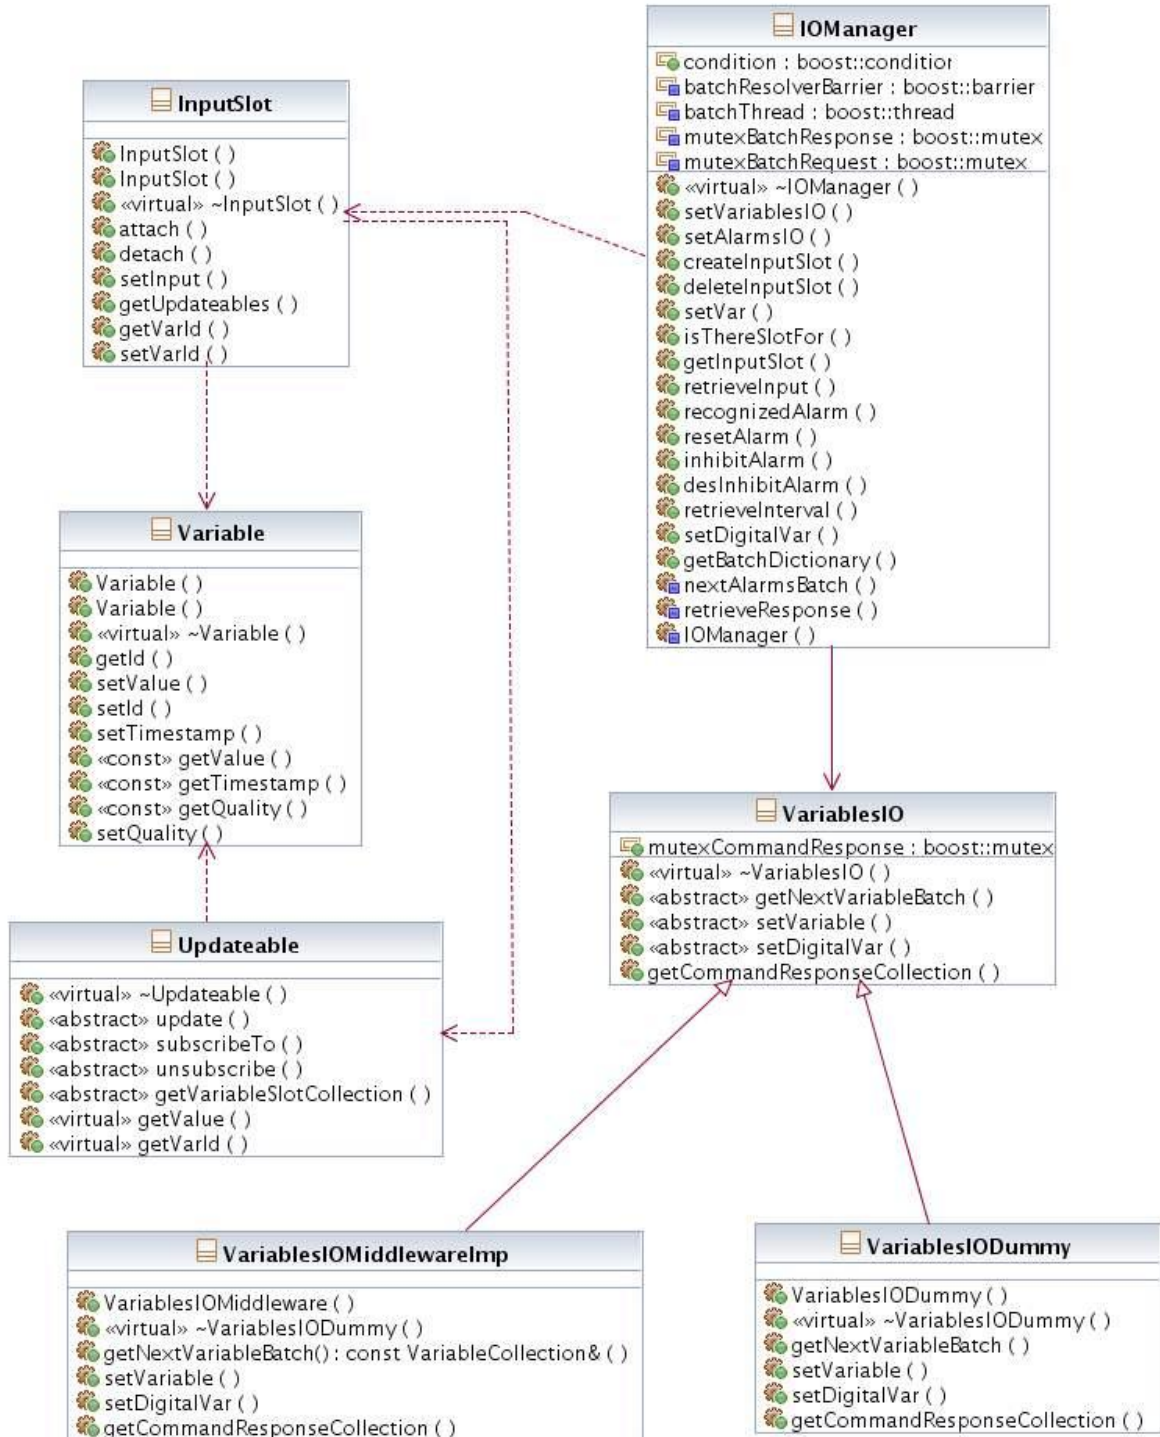 InputSlot
InputSlot ( )
InputSlot ( )
«virtual» ~InputSlot ( )
attach ( )
detach ( )
setInput ( )
getUpdateables ( )
getVarId ( )
setVarId ( )
IOManager
condition : boost::condition
batchResolverBarrier : boost::barrier
batchThread : boost::thread
mutexBatchResponse : boost::mutex
mutexBatchRequest : boost::mutex
«virtual» ~IOManager ( )
setVariablesIO ( )
setAlarmsIO ( )
createInputSlot ( )
deleteInputSlot ( )
setVar ( )
isThereSlotFor ( )
getInputSlot ( )
retrieveInput ( )
recognizedAlarm ( )
resetAlarm ( )
inhibitAlarm ( )
desInhibitAlarm ( )
retrieveInterval ( )
setDigitalVar ( )
getBatchDictionary ( )
nextAlarmsBatch ( )
retrieveResponse ( )
IOManager ( )
Variable
Variable ( )
Variable ( )
«virtual» ~Variable ( )
getId ( )
setValue ( )
setId ( )
setTimestamp ( )
«const» getValue ( )
«const» getTimestamp ( )
«const» getQuality ( )
setQuality ( )
VariablesIO
mutexCommandResponse : boost::mutex
«virtual» ~VariablesIO ( )
«abstract» getNextVariableBatch ( )
«abstract» setVariable ( )
«abstract» setDigitalVar ( )
getCommandResponseCollection ( )
Updateable
«virtual» ~Updateable ( )
«abstract» update ( )
«abstract» subscribeTo ( )
«abstract» unsubscribe ( )
«abstract» getVariableSlotCollection ( )
«virtual» getValue ( )
«virtual» getVarId ( )
VariablesIOMiddlewareImp
VariablesIOMiddleware ( )
«virtual» ~VariablesIODummy ( )
getNextVariableBatch() : const VariableCollection& ( )
setVariable ( )
setDigitalVar ( )
getCommandResponseCollection ( )
VariablesIODummy
VariablesIODummy ( )
«virtual» ~VariablesIODummy ( )
getNextVariableBatch ( )
setVariable ( )
setDigitalVar ( )
getCommandResponseCollection ( )